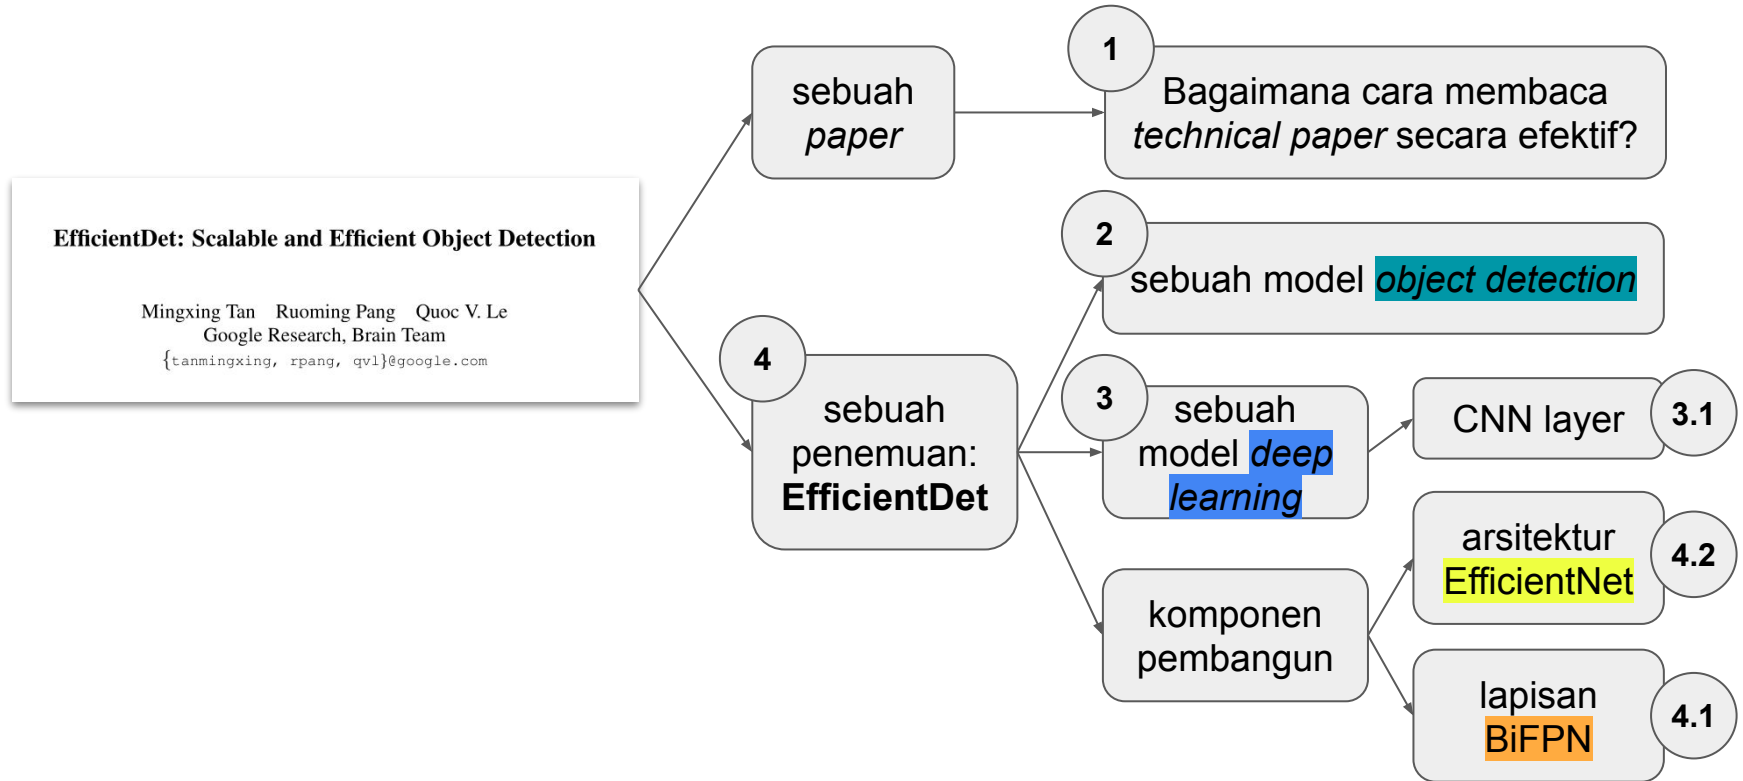 EfficientDet: Scalable and Efficient Object Detection
Mingxing Tan Ruoming Pang Quoc V. Le
Google Research, Brain Team
{tanmingxing, rpang, qvl}@google.com
sebuah
paper
1
Bagaimana cara membaca
technical paper secara efektif?
4
sebuah
penemuan:
EfficientDet
2
sebuah model object detection
3
sebuah
model deep
learning
CNN layer
3.1
komponen
pembangun
arsitektur
EfficientNet
4.2
lapisan
BiFPN
4.1